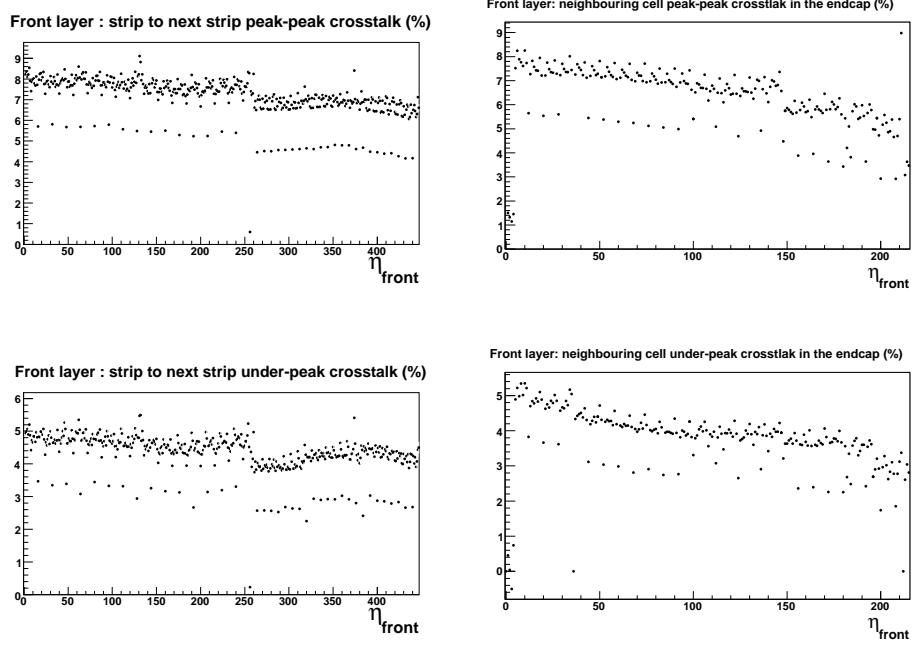 Front layer : strip to next strip peak-peak crosstalk (%)
9
8
7
6
5
4
3
2
1
0
0 50 100 150 200 250 300 350 400
η front
Front layer: neighbouring cell peak-peak crosstlak in the endcap (%)
9
8
7
6
5
4
3
2
1
0
0 50 100 150 200
η front
Front layer : strip to next strip under-peak crosstalk (%)
6
5
4
3
2
1
0
0 50 100 150 200 250 300 350 400
η front
Front layer: neighbouring cell under-peak crosstlak in the endcap (%)
5
4
3
2
1
0
0 50 100 150 200
η front